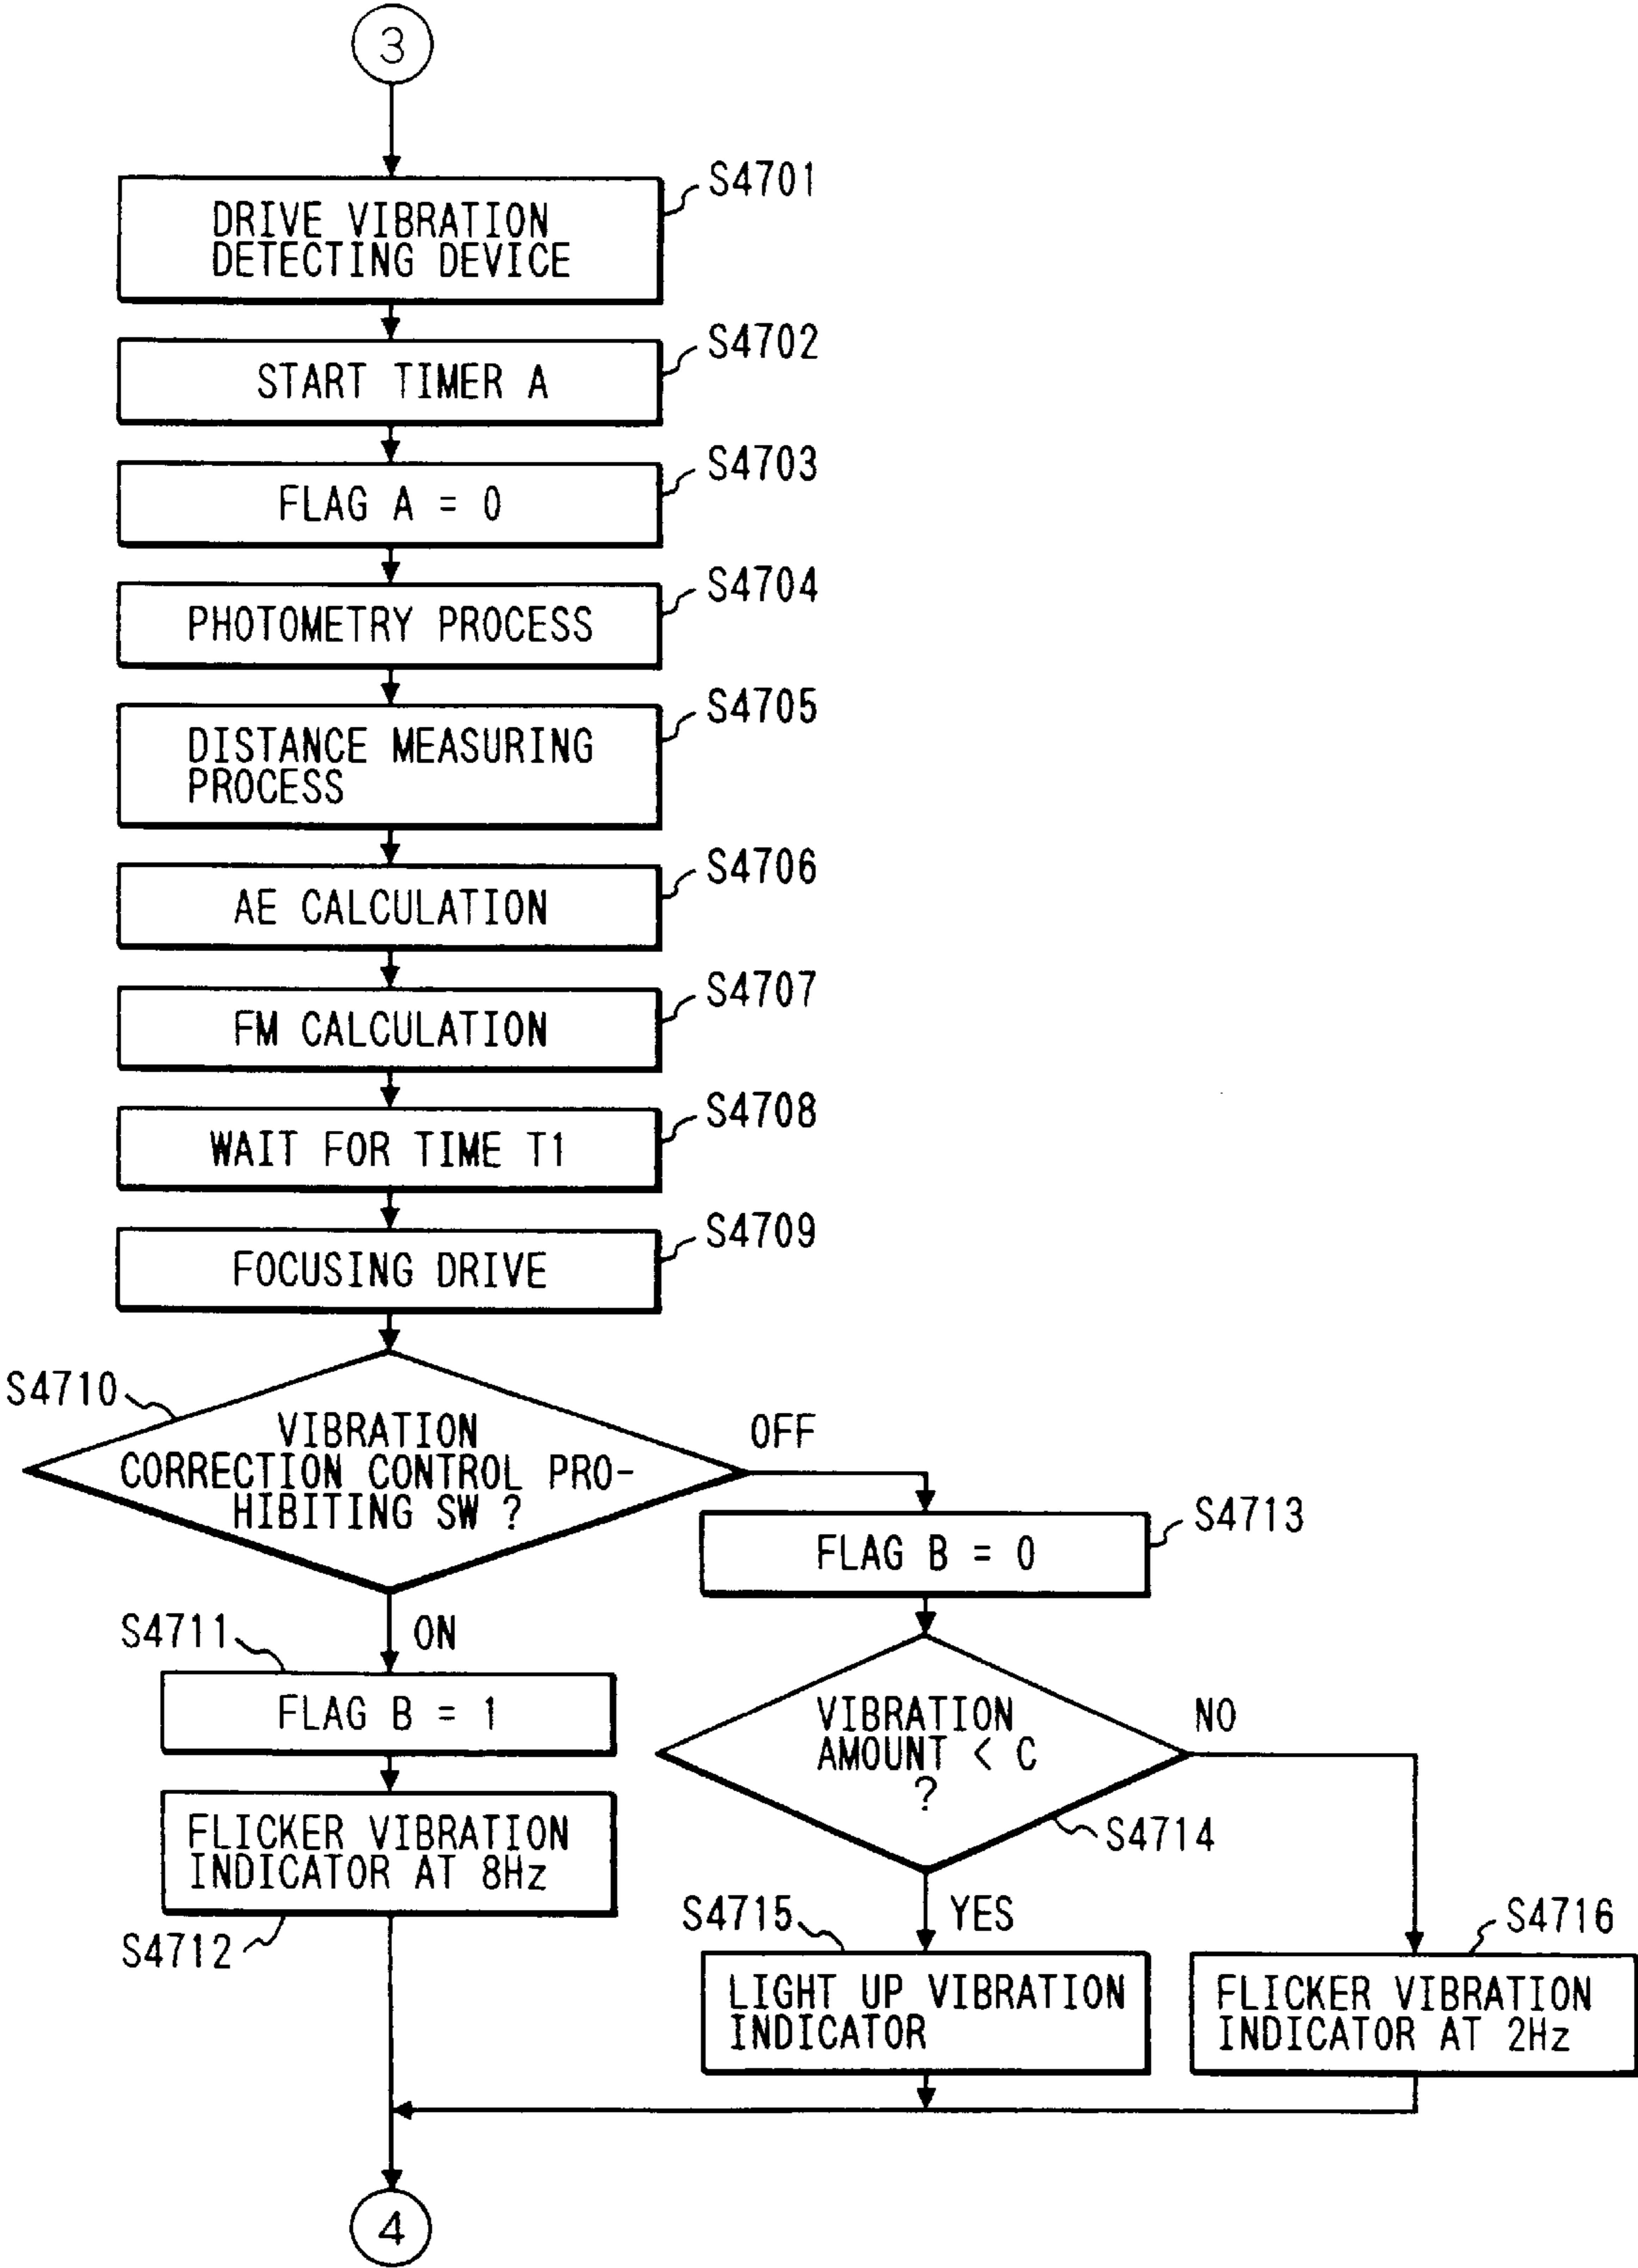 3
S4701
DRIVE VIBRATION
DETECTING DEVICE
S4702
START TIMER A
S4703
FLAG A = 0
S4704
PHOTOMETRY PROCESS
S4705
DISTANCE MEASURING
PROCESS
S4706
AE CALCULATION
S4707
FM CALCULATION
S4708
WAIT FOR TIME T1
S4709
FOCUSING DRIVE
S4710
VIBRATION
CORRECTION CONTROL PRO-
HIBITING SW ?
OFF
ON
S4711
FLAG B = 1
FLICKER VIBRATION
INDICATOR AT 8Hz
S4712
S4713
FLAG B = 0
VIBRATION
AMOUNT < C
?
NO
S4714
YES
S4715
LIGHT UP VIBRATION
INDICATOR
S4716
FLICKER VIBRATION
INDICATOR AT 2Hz
4